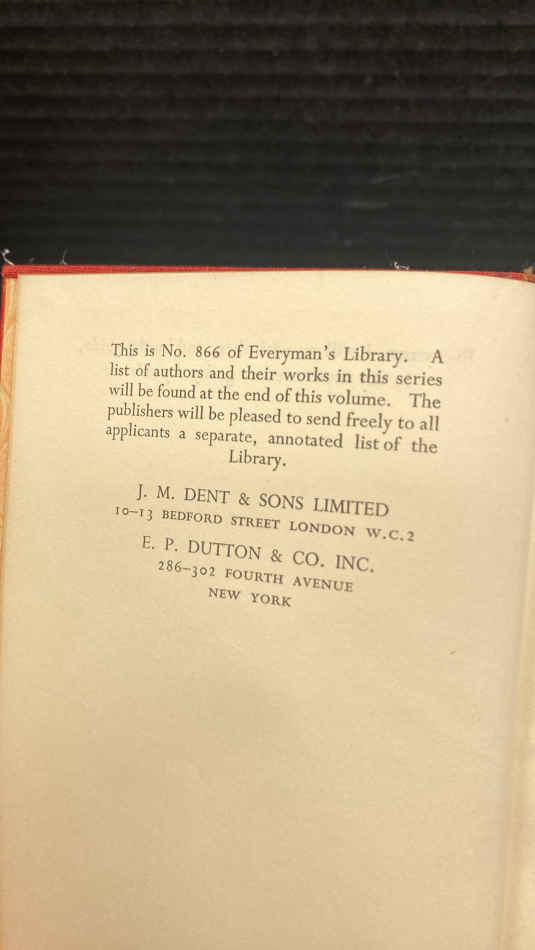 This is No. 866 of Everyman's Library. A
list of authors and their works in this series
will be found at the end of this volume. The
publishers will be pleased to send freely to all
applicants a separate, annotated list of the
Library.
J. M. DENT & SONS LIMITED
10–13 BEDFORD STREET LONDON W.C.2
E. P. DUTTON & CO. INC.
286–302 FOURTH AVENUE
NEW YORK